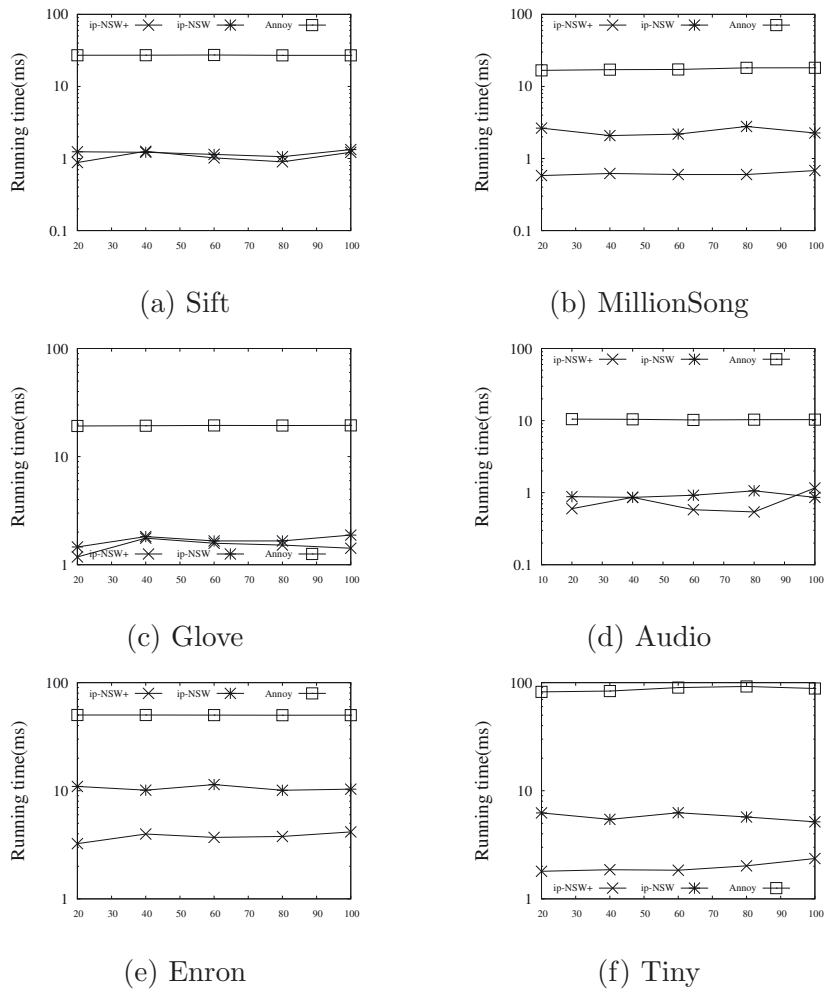 ip-NSW+ ip-NSW Annoy
100
10
1
0.1
Running time(ms)
20 30 40 50 60 70 80 90 100
(a) Sift
ip-NSW+ ip-NSW Annoy
100
10
1
0.1
Running time(ms)
20 30 40 50 60 70 80 90 100
(b) MillionSong
100
10
1
Running time(ms)
ip-NSW+ ip-NSW Annoy
20 30 40 50 60 70 80 90 100
(c) Glove
ip-NSW+ ip-NSW Annoy
100
10
1
0.1
Running time(ms)
10 20 30 40 50 60 70 80 90 100
(d) Audio
ip-NSW+ ip-NSW Annoy
100
10
1
Running time(ms)
20 30 40 50 60 70 80 90 100
(e) Enron
100
10
1
Running time(ms)
ip-NSW+ ip-NSW Annoy
20 30 40 50 60 70 80 90 100
(f) Tiny